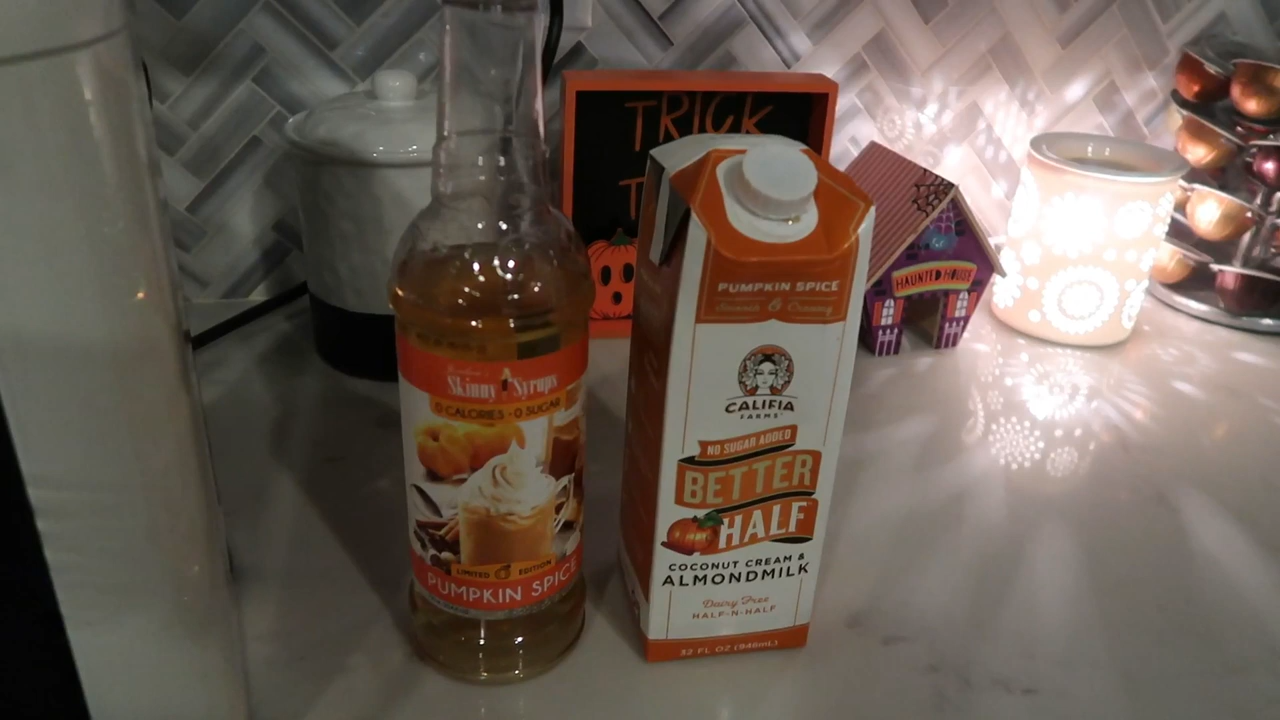 TRICK
T
Skinny Syrups
0 CALORIES - 0 SUGAR
LIMITED EDITION
PUMPKIN SPICE
PUMPKIN SPICE
& Creamy
CALIFIA
FARMS
NO SUGAR ADDED
BETTER
HALF
COCONUT CREAM &
ALMONDMILK
Dairy Free
HALF-N-HALF
32 FL OZ (946mL)
HAUNTED HOUSE